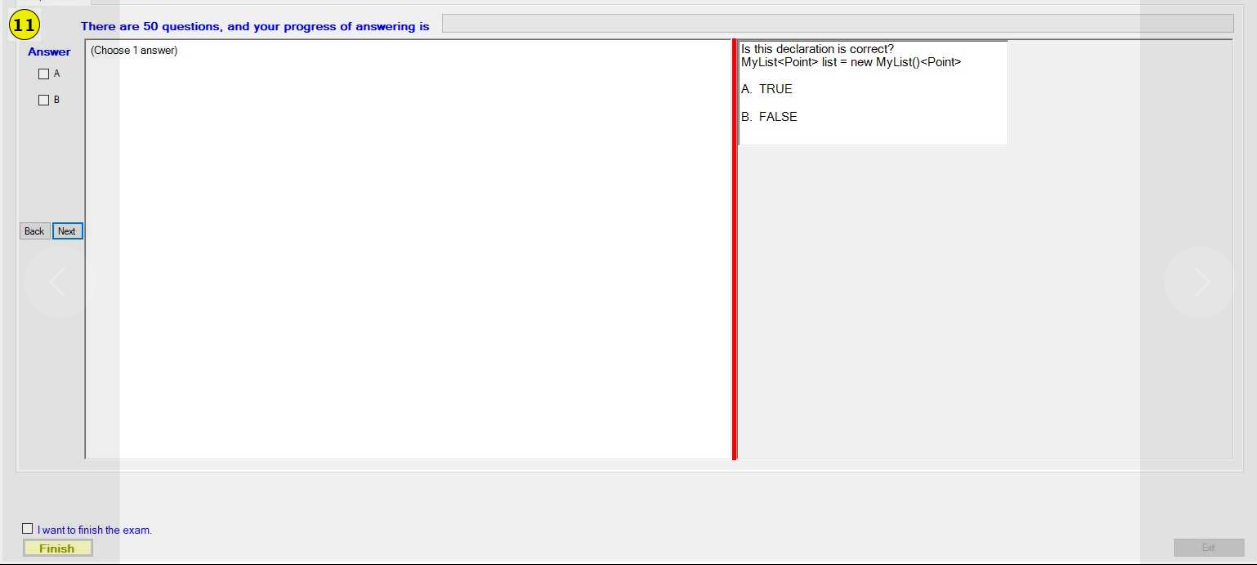 11
There are 50 questions, and your progress of answering is
Answer
(Choose 1 answer)
A
B
Back
Next
Is this declaration is correct?
MyList<Point> list = new MyList()<Point>
A. TRUE
B. FALSE
I want to finish the exam.
Finish
Exit